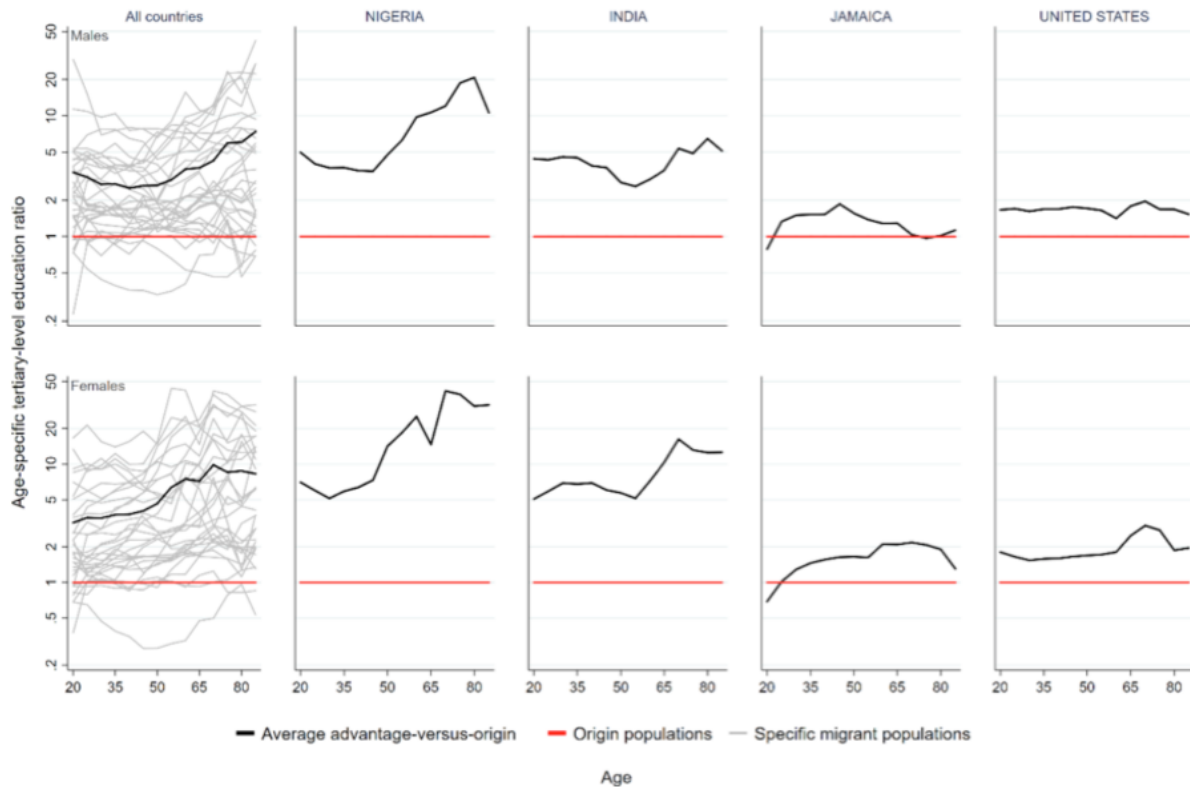 All countries
NIGERIA
INDIA
JAMAICA
UNITED STATES
Age-specific tertiary-level education ratio
Males
50
20
10
5
2
1
.5
.2
Females
50
20
10
5
2
1
.5
.2
20 35 50 65 80
20 35 50 65 80
20 35 50 65 80
20 35 50 65 80
20 35 50 65 80
Average advantage-versus-origin Origin populations Specific migrant populations
Age